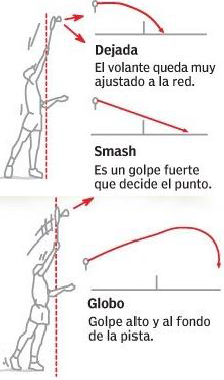 Dejada
El volante queda muy
ajustado a la red.
Smash
Es un golpe fuerte
que decide el punto.
Globo
Golpe alto y al fondo
de la pista.